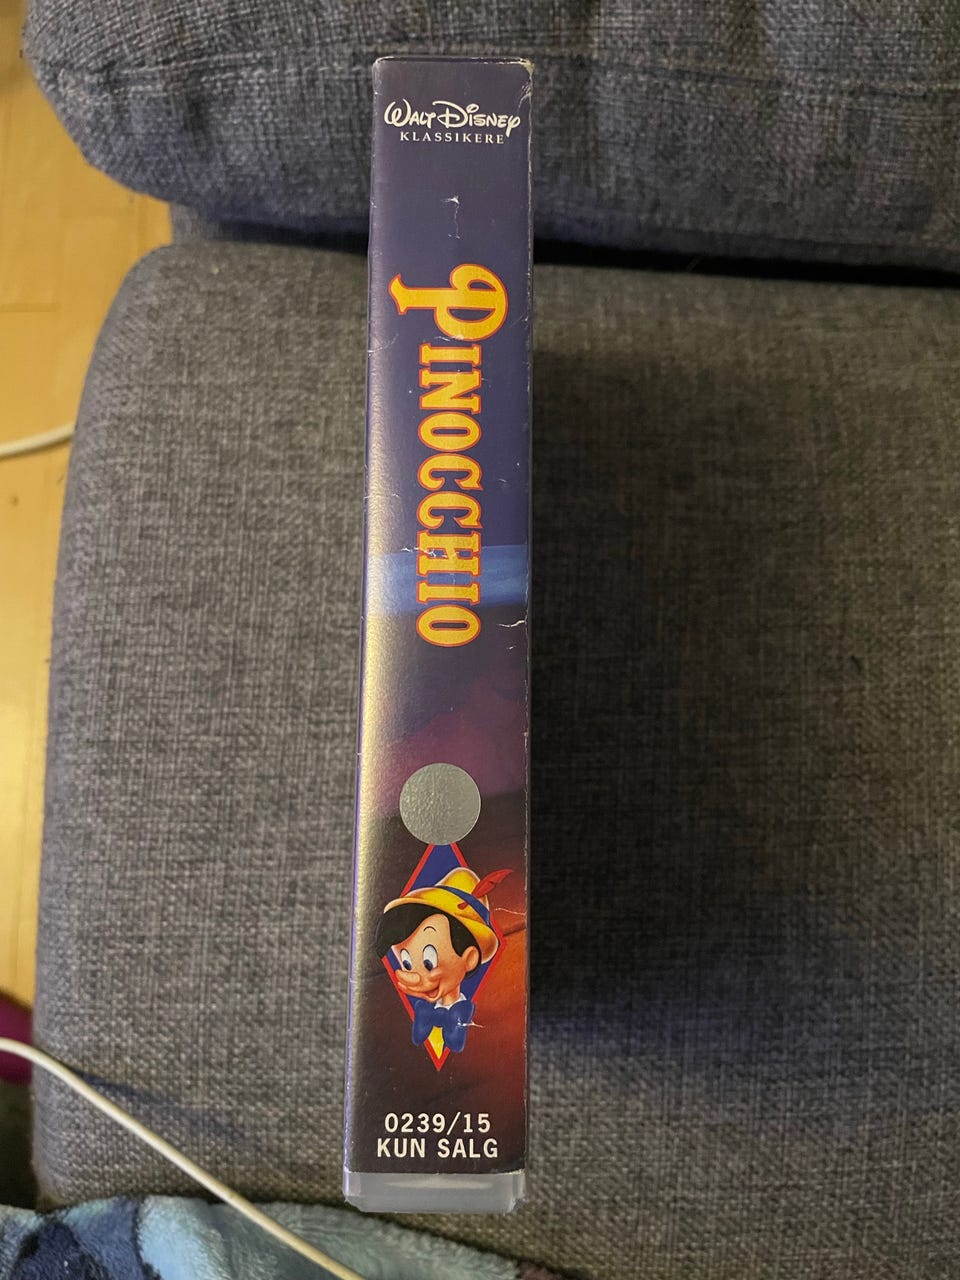 WALT DISNEY
KLASSIKERE
PINOCCHIO
0239/15
KUN SALG